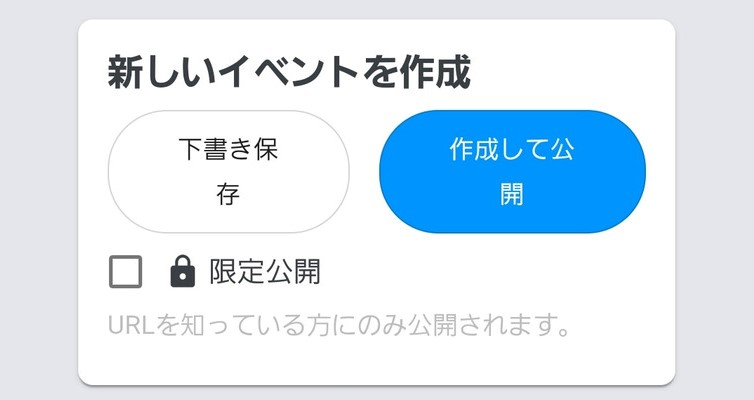 新しいイベントを作成
下書き保
存
作成して公
開
限定公開
URLを知っている方にのみ公開されます。